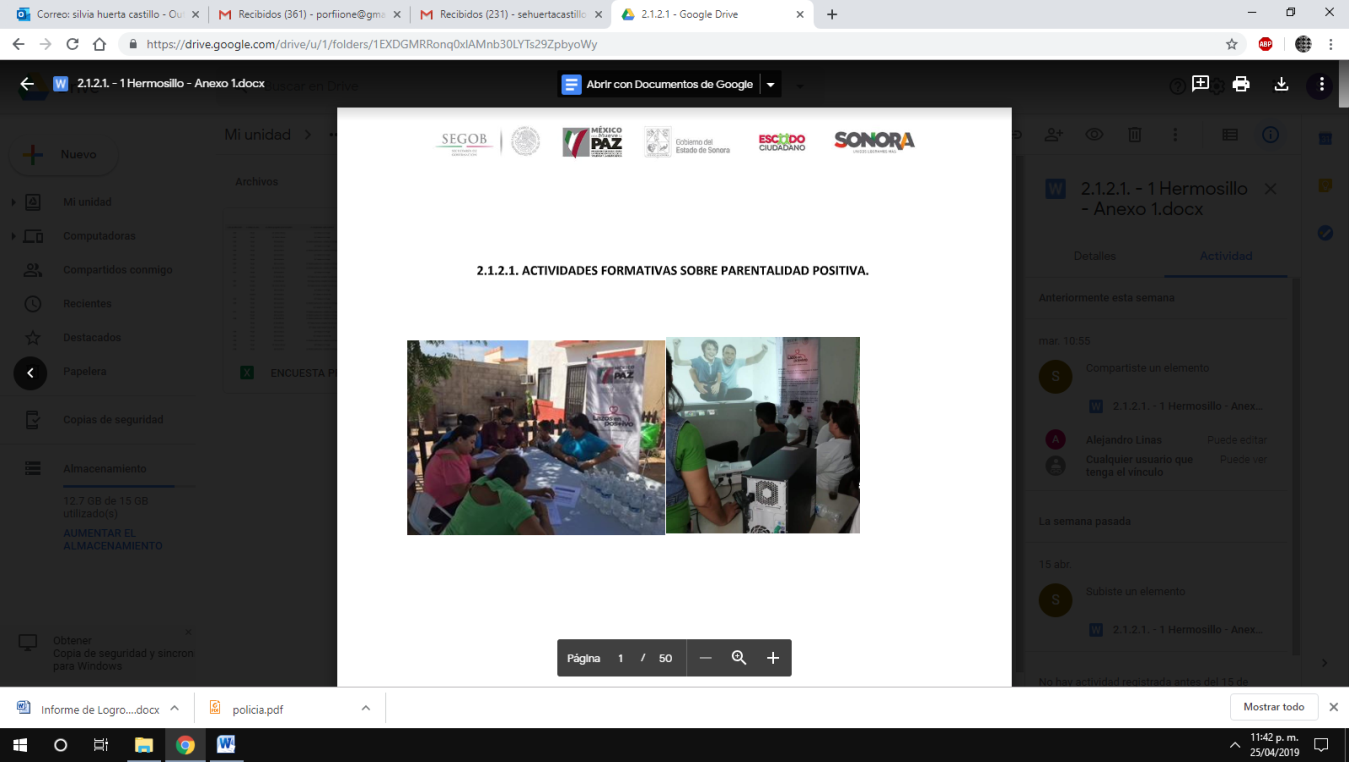 Correo: silvia huerta castillo - Ou
Recibidos (361) - porfiione@gma
Recibidos (231) - sehuertacastillo
2.1.2.1 - Google Drive
https://drive.google.com/drive/u/1/folders/1EXDGMRRonq0xlAMnb30LYTs29ZpbyoWy
ABP
2.1.2.1. - 1 Hermosillo - Anexo 1.docx
Abrir con Documentos de Google
Mi unidad
Nuevo
Archivos
Mi unidad
Computadoras
Compartidos conmigo
Recientes
Destacados
Papelera
Copias de seguridad
Almacenamiento
12.7 GB de 15 GB
utilizado(s)
AUMENTAR EL
ALMACENAMIENTO
Obtener
Copia de seguridad y sincron
para Windows
ENCUESTA P
SEGOB
MÉXICO
PAZ
Gobierno del
Estado de Sonora
ESCUDO
CIUDADANO
SONORA
2.1.2.1. ACTIVIDADES FORMATIVAS SOBRE PARENTALIDAD POSITIVA.
PAZ
positivo
Página 1 / 50
2.1.2.1. - 1 Hermosillo
- Anexo 1.docx
Detalles
Actividad
Anteriormente esta semana
mar. 10:55
S
Compartiste un elemento
2.1.2.1. - 1 Hermosillo - Anex...
A
Alejandro Linas
Puede editar
Cualquier usuario que
tenga el vínculo
Puede ver
La semana pasada
15 abr.
S
Subiste un elemento
2.1.2.1. - 1 Hermosillo - Anex...
No hay actividad registrada antes del 15 de
Informe de Logro....docx
policia.pdf
Mostrar todo
11:42 p. m.
25/04/2019